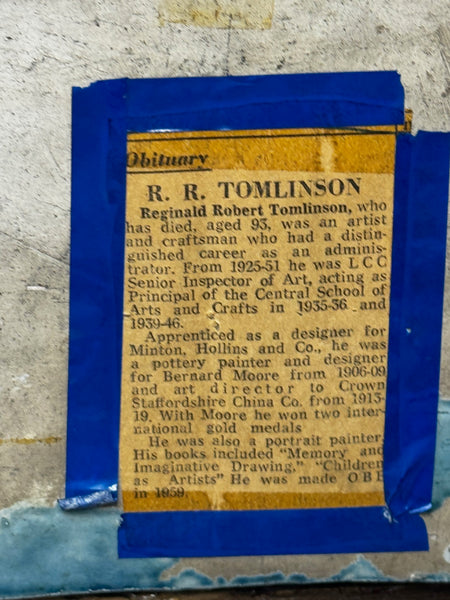 Obituary
R. R. TOMLINSON
Reginald Robert Tomlinson, who
has died, aged 93, was an artist
and craftsman who had a distin-
guished career as an adminis-
trator. From 1925-51 he was LCC
Senior Inspector of Art, acting as
Principal of the Central School of
Arts and Crafts in 1935-36 and
1939-46.
Apprenticed as a designer for
Minton, Hollins and Co., he was
a pottery painter and designer
for Bernard Moore from 1906-09
and art director to Crown
Staffordshire China Co. from 1913-
19. With Moore he won two inter-
national gold medals
He was also a portrait painter.
His books included "Memory and
Imaginative Drawing," "Children
as Artists" He was made OBE
in 1959.